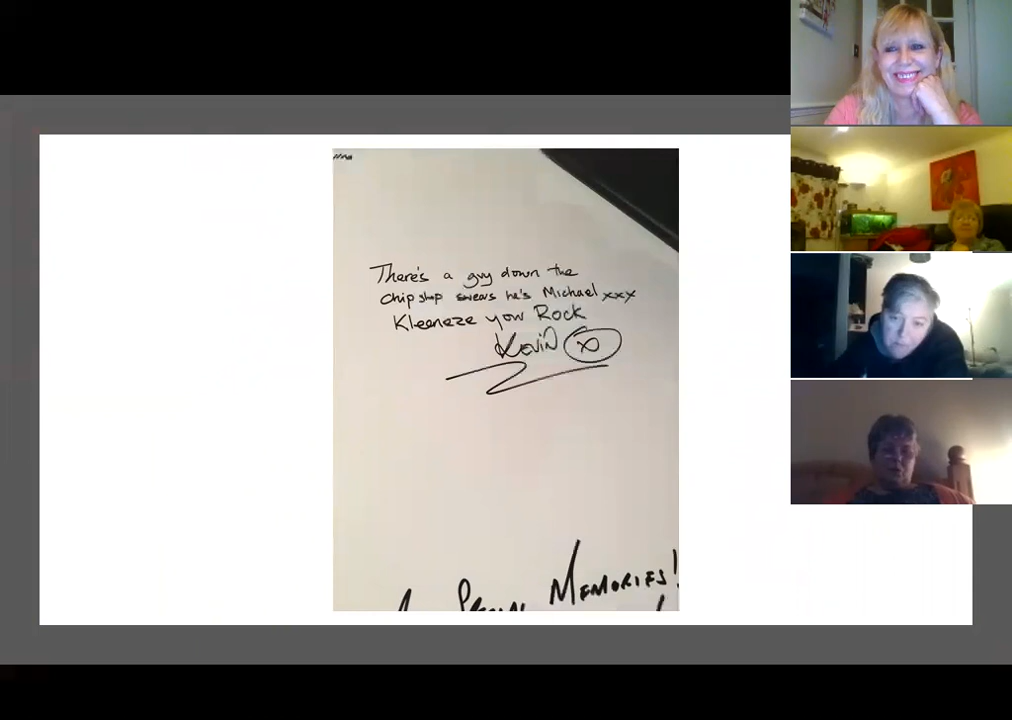 There's a guy down the
chip shop swears he's Michael xxx
Kleeneze you Rock
Kevin x
Memories!